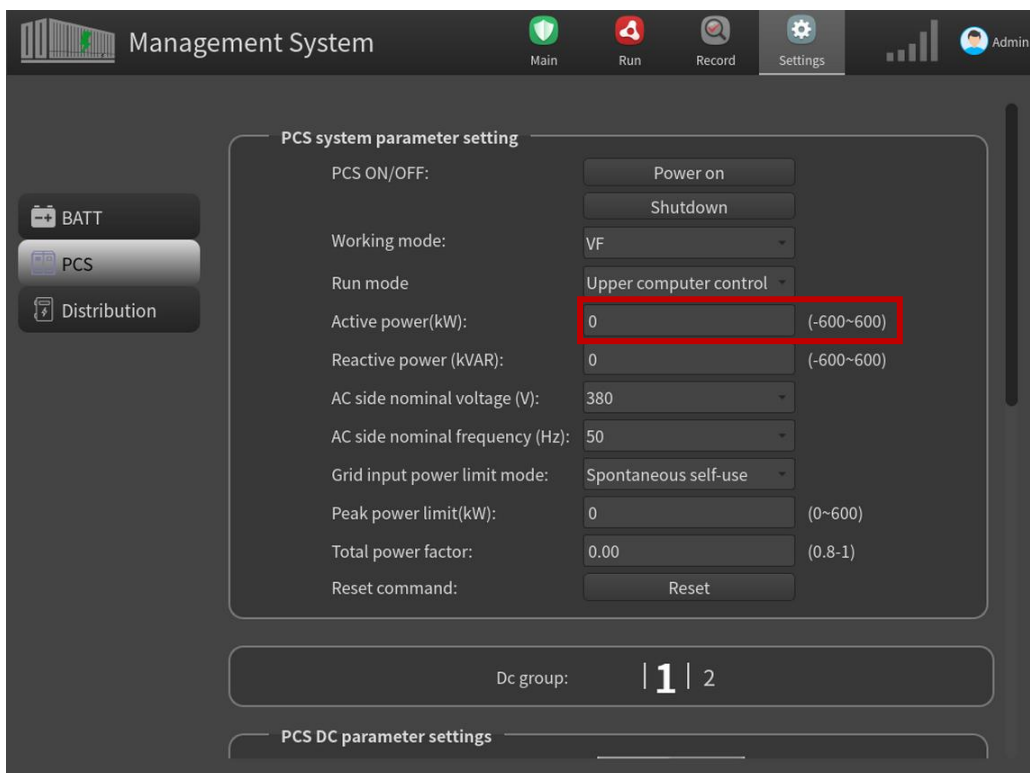 Management System
Main
Run
Record
Settings
Admin
BATT
PCS
Distribution
PCS system parameter setting
PCS ON/OFF: Power on
Shutdown
Working mode: VF
Run mode Upper computer control
Active power(kW): 0 (-600~600)
Reactive power (kVAR): 0 (-600~600)
AC side nominal voltage (V): 380
AC side nominal frequency (Hz): 50
Grid input power limit mode: Spontaneous self-use
Peak power limit(kW): 0 (0~600)
Total power factor: 0.00 (0.8-1)
Reset command: Reset
Dc group: |1| 2
PCS DC parameter settings